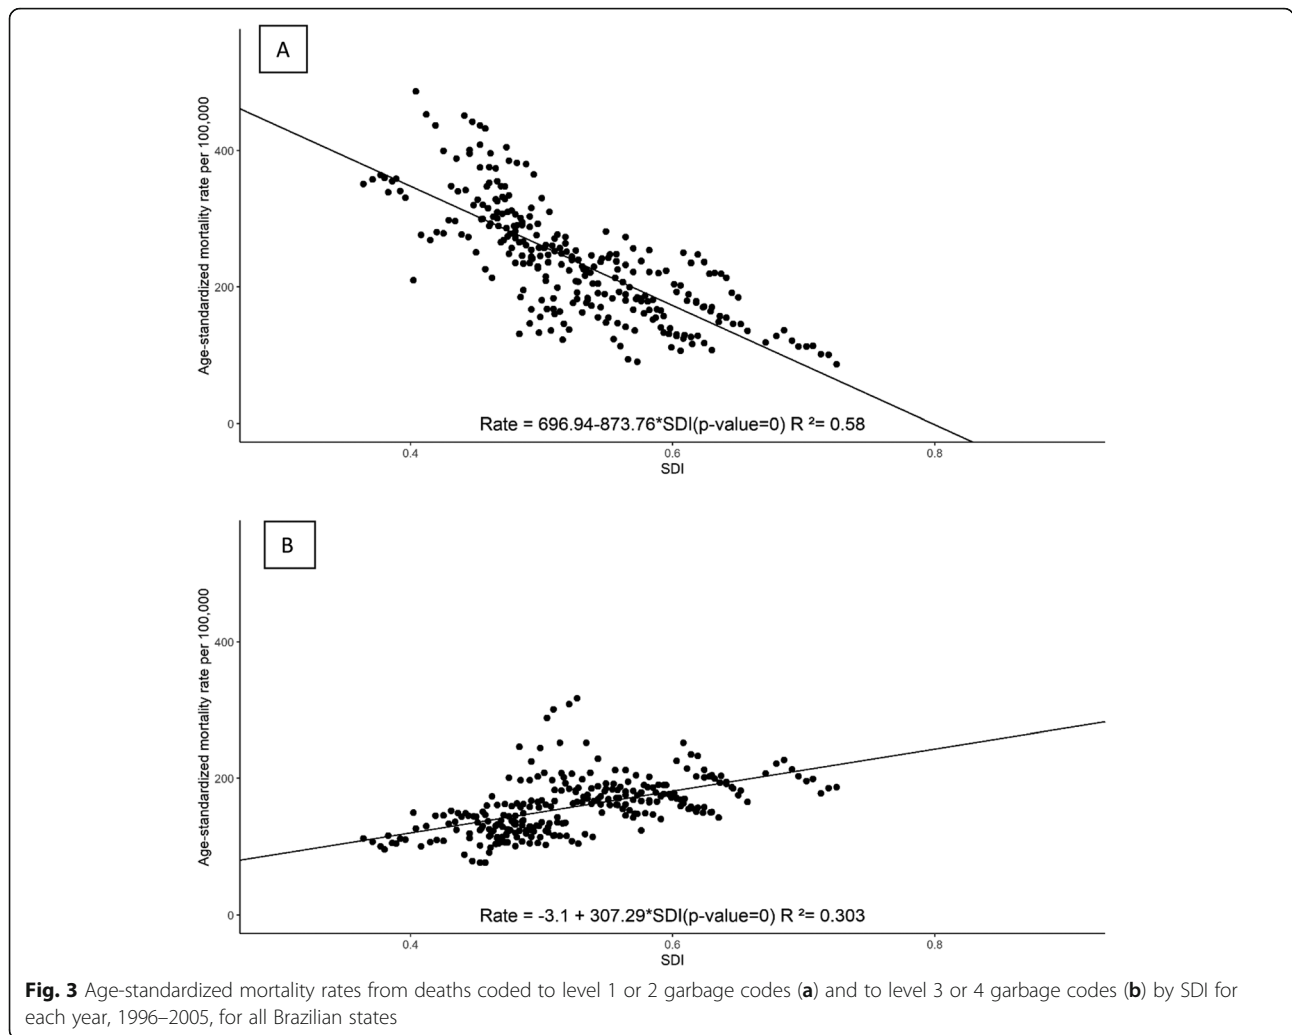 A
Age-standardized mortality rate per 100,000
400
200
0
Rate = 696.94-873.76*SDI(p-value=0) R ²= 0.58
0.4 0.6 0.8
SDI
B
Age-standardized mortality rate per 100,000
400
200
0
Rate = -3.1 + 307.29*SDI(p-value=0) R ²= 0.303
0.4 0.6 0.8
SDI
Fig. 3 Age-standardized mortality rates from deaths coded to level 1 or 2 garbage codes (a) and to level 3 or 4 garbage codes (b) by SDI for
each year, 1996–2005, for all Brazilian states